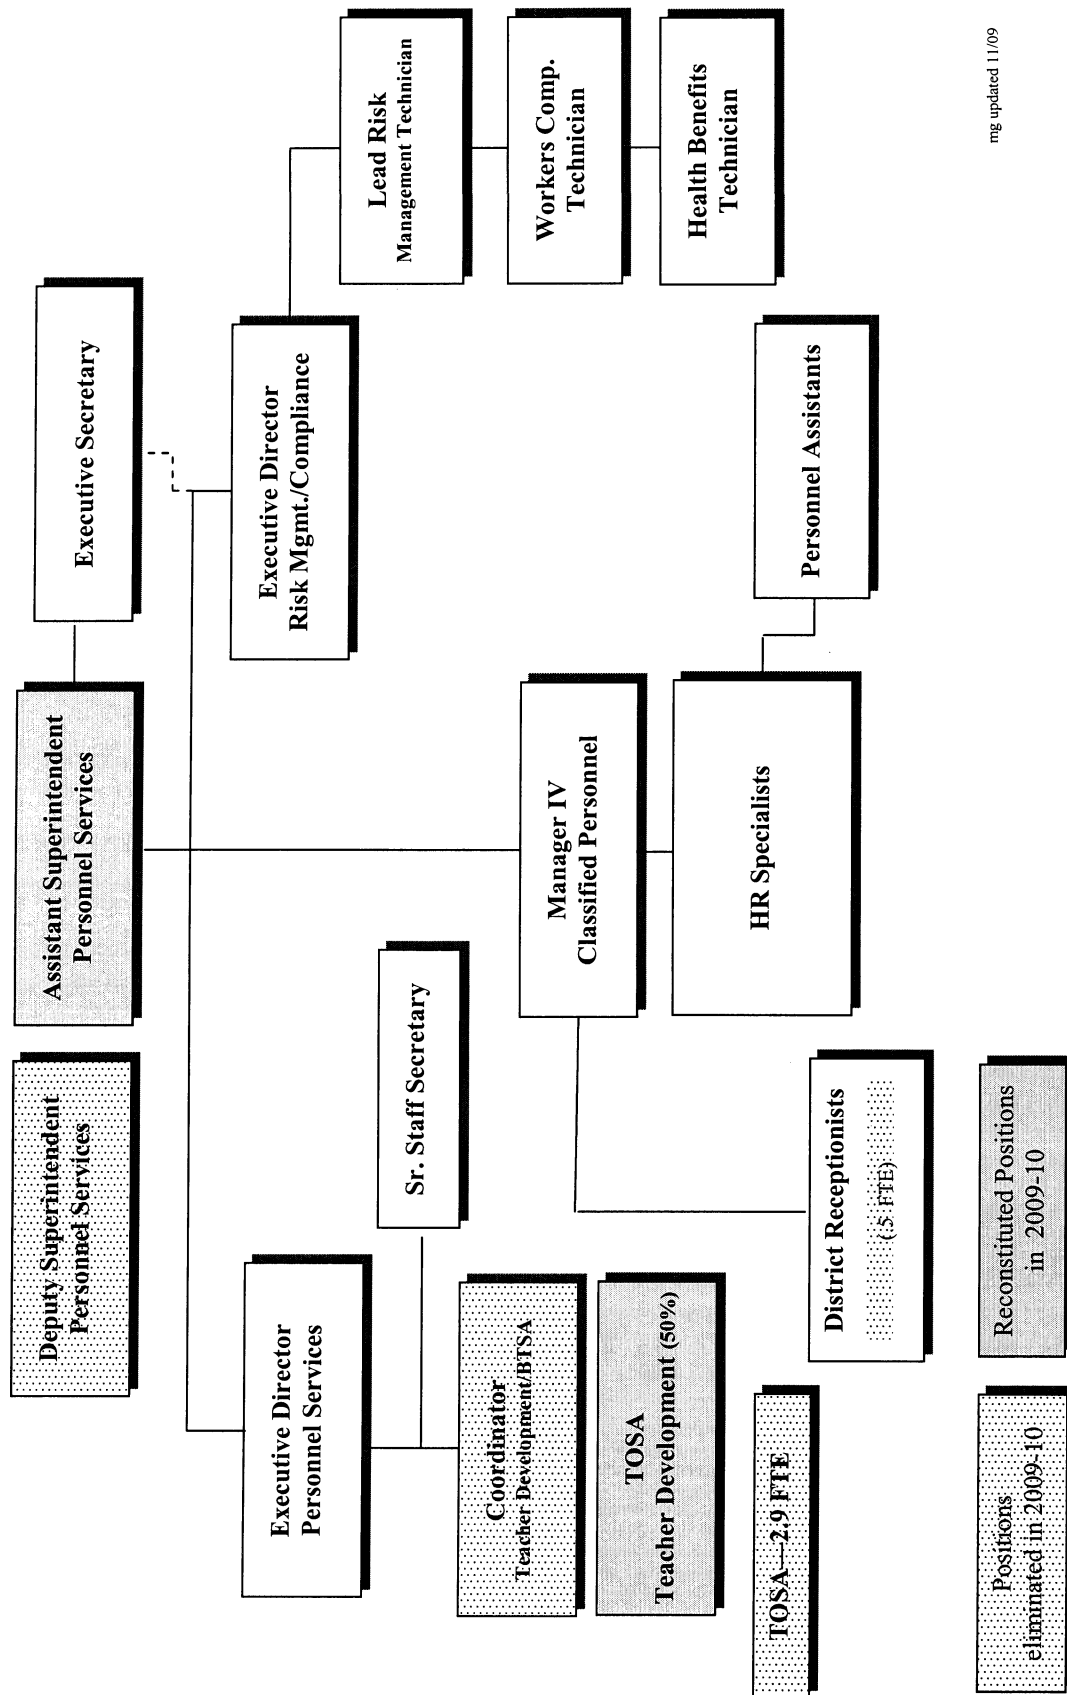 Deputy Superintendent
Personnel Services
Assistant Superintendent
Personnel Services
Executive Secretary
Executive Director
Personnel Services
Executive Director
Risk Mgmt./Compliance
Sr. Staff Secretary
Coordinator
Teacher Development/BTSA
TOSA
Teacher Development (50%)
TOSA—2.9 FTE
Manager IV
Classified Personnel
HR Specialists
Personnel Assistants
District Receptionists
(.5 FTE)
Lead Risk
Management Technician
Workers Comp.
Technician
Health Benefits
Technician
Positions
eliminated in 2009-10
Reconstituted Positions
in 2009-10
mg updated 11/09